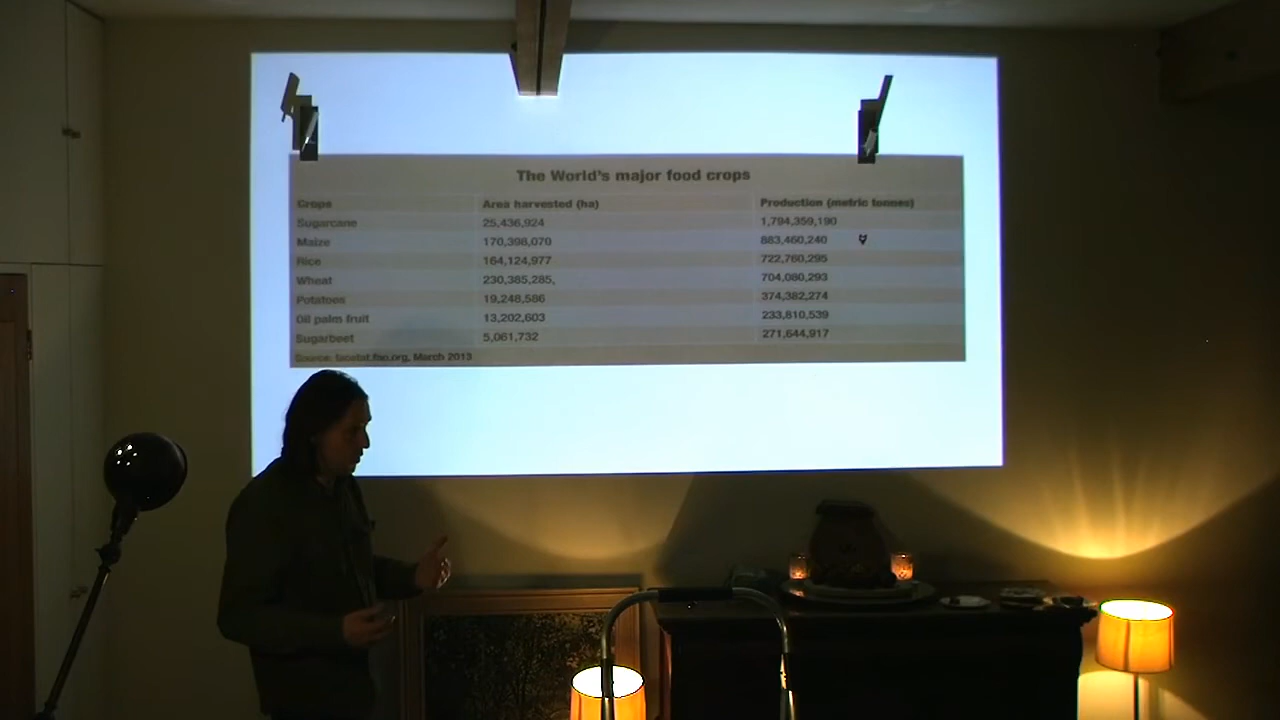 The World's major food crops
Crops Area harvested (ha) Production (metric tonnes)
Sugarcane 25,436,924 1,794,359,190
Maize 170,398,070 883,460,240
Rice 164,124,977 722,760,295
Wheat 230,385,285, 704,080,293
Potatoes 19,248,586 374,382,274
Oil palm fruit 13,202,603 233,810,539
Sugarbeet 5,061,732 271,644,917
Source: faostat.fao.org, March 2013